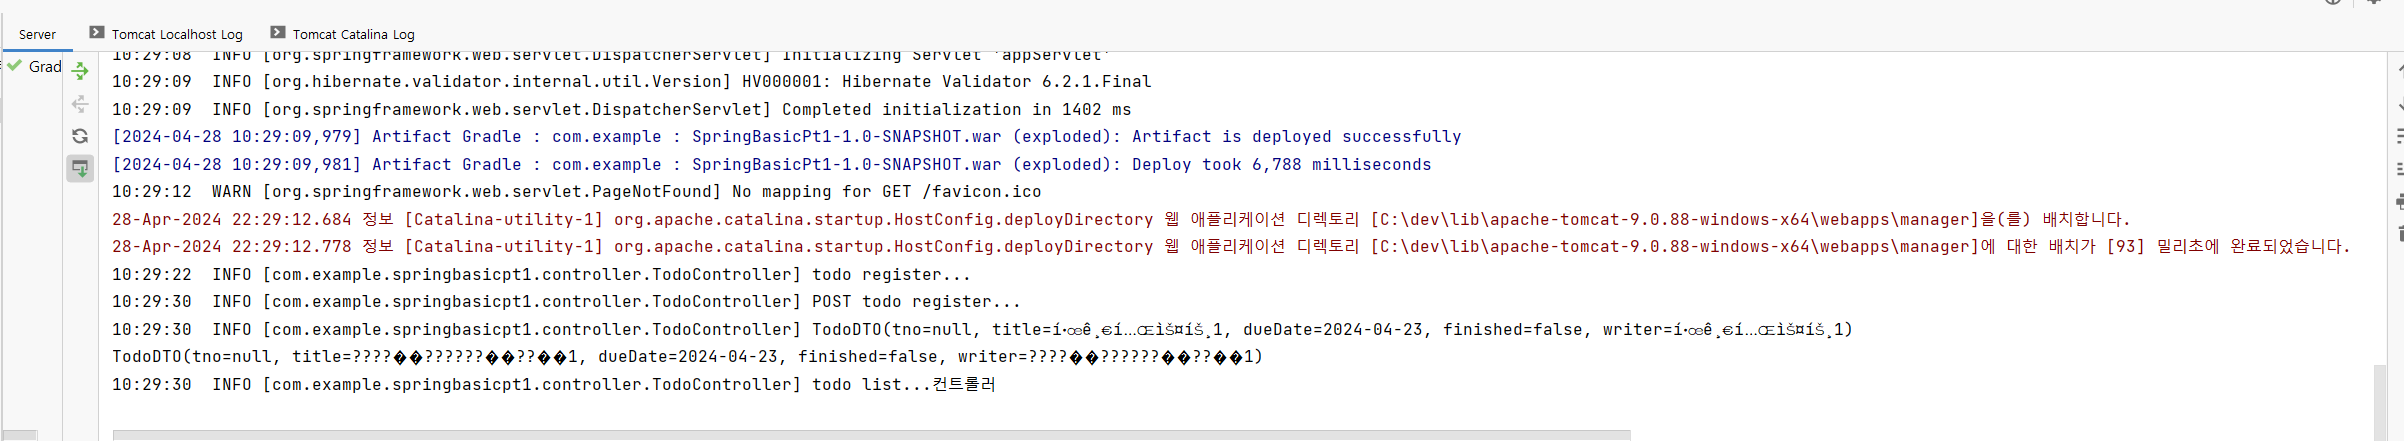 Server
Tomcat Localhost Log
Tomcat Catalina Log
Grad
10:29:08 INFO [org.springframework.web.servlet.DispatcherServlet] Initializing Servlet 'appServlet'
10:29:09 INFO [org.hibernate.validator.internal.util.Version] HV000001: Hibernate Validator 6.2.1.Final
10:29:09 INFO [org.springframework.web.servlet.DispatcherServlet] Completed initialization in 1402 ms
[2024-04-28 10:29:09,979] Artifact Gradle : com.example : SpringBasicPt1-1.0-SNAPSHOT.war (exploded): Artifact is deployed successfully
[2024-04-28 10:29:09,981] Artifact Gradle : com.example : SpringBasicPt1-1.0-SNAPSHOT.war (exploded): Deploy took 6,788 milliseconds
10:29:12 WARN [org.springframework.web.servlet.PageNotFound] No mapping for GET /favicon.ico
28-Apr-2024 22:29:12.684 정보 [Catalina-utility-1] org.apache.catalina.startup.HostConfig.deployDirectory 웹 애플리케이션 디렉토리 [C:\dev\lib\apache-tomcat-9.0.88-windows-x64\webapps\manager]을(를) 배치합니다.
28-Apr-2024 22:29:12.778 정보 [Catalina-utility-1] org.apache.catalina.startup.HostConfig.deployDirectory 웹 애플리케이션 디렉토리 [C:\dev\lib\apache-tomcat-9.0.88-windows-x64\webapps\manager]에 대한 배치가 [93] 밀리초에 완료되었습니다.
10:29:22 INFO [com.example.springbasicpt1.controller.TodoController] todo register...
10:29:30 INFO [com.example.springbasicpt1.controller.TodoController] POST todo register...
10:29:30 INFO [com.example.springbasicpt1.controller.TodoController] TodoDTO(tno=null, title=í•œê¸€í…ŒìŠ¤íŠ¸1, dueDate=2024-04-23, finished=false, writer=í•œê¸€í…ŒìŠ¤íŠ¸1)
TodoDTO(tno=null, title=????��??????��??��1, dueDate=2024-04-23, finished=false, writer=????��??????��??��1)
10:29:30 INFO [com.example.springbasicpt1.controller.TodoController] todo list...컨트롤러